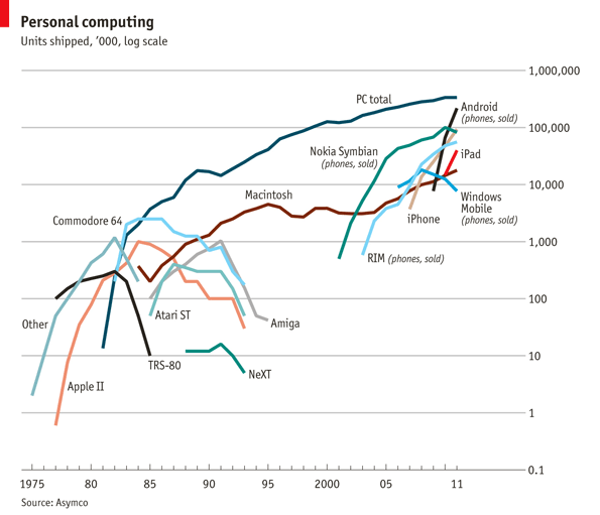 Personal computing
Units shipped, ’000, log scale
1,000,000
PC total
Android
(phones, sold)
100,000
Nokia Symbian
(phones, sold)
iPad
10,000
Macintosh
Windows
Mobile
(phones, sold)
iPhone
Commodore 64
1,000
RIM (phones, sold)
100
Other
Atari ST
Amiga
10
TRS-80
NeXT
Apple II
1
0.1
1975 80 85 90 95 2000 05 11
Source: Asymco